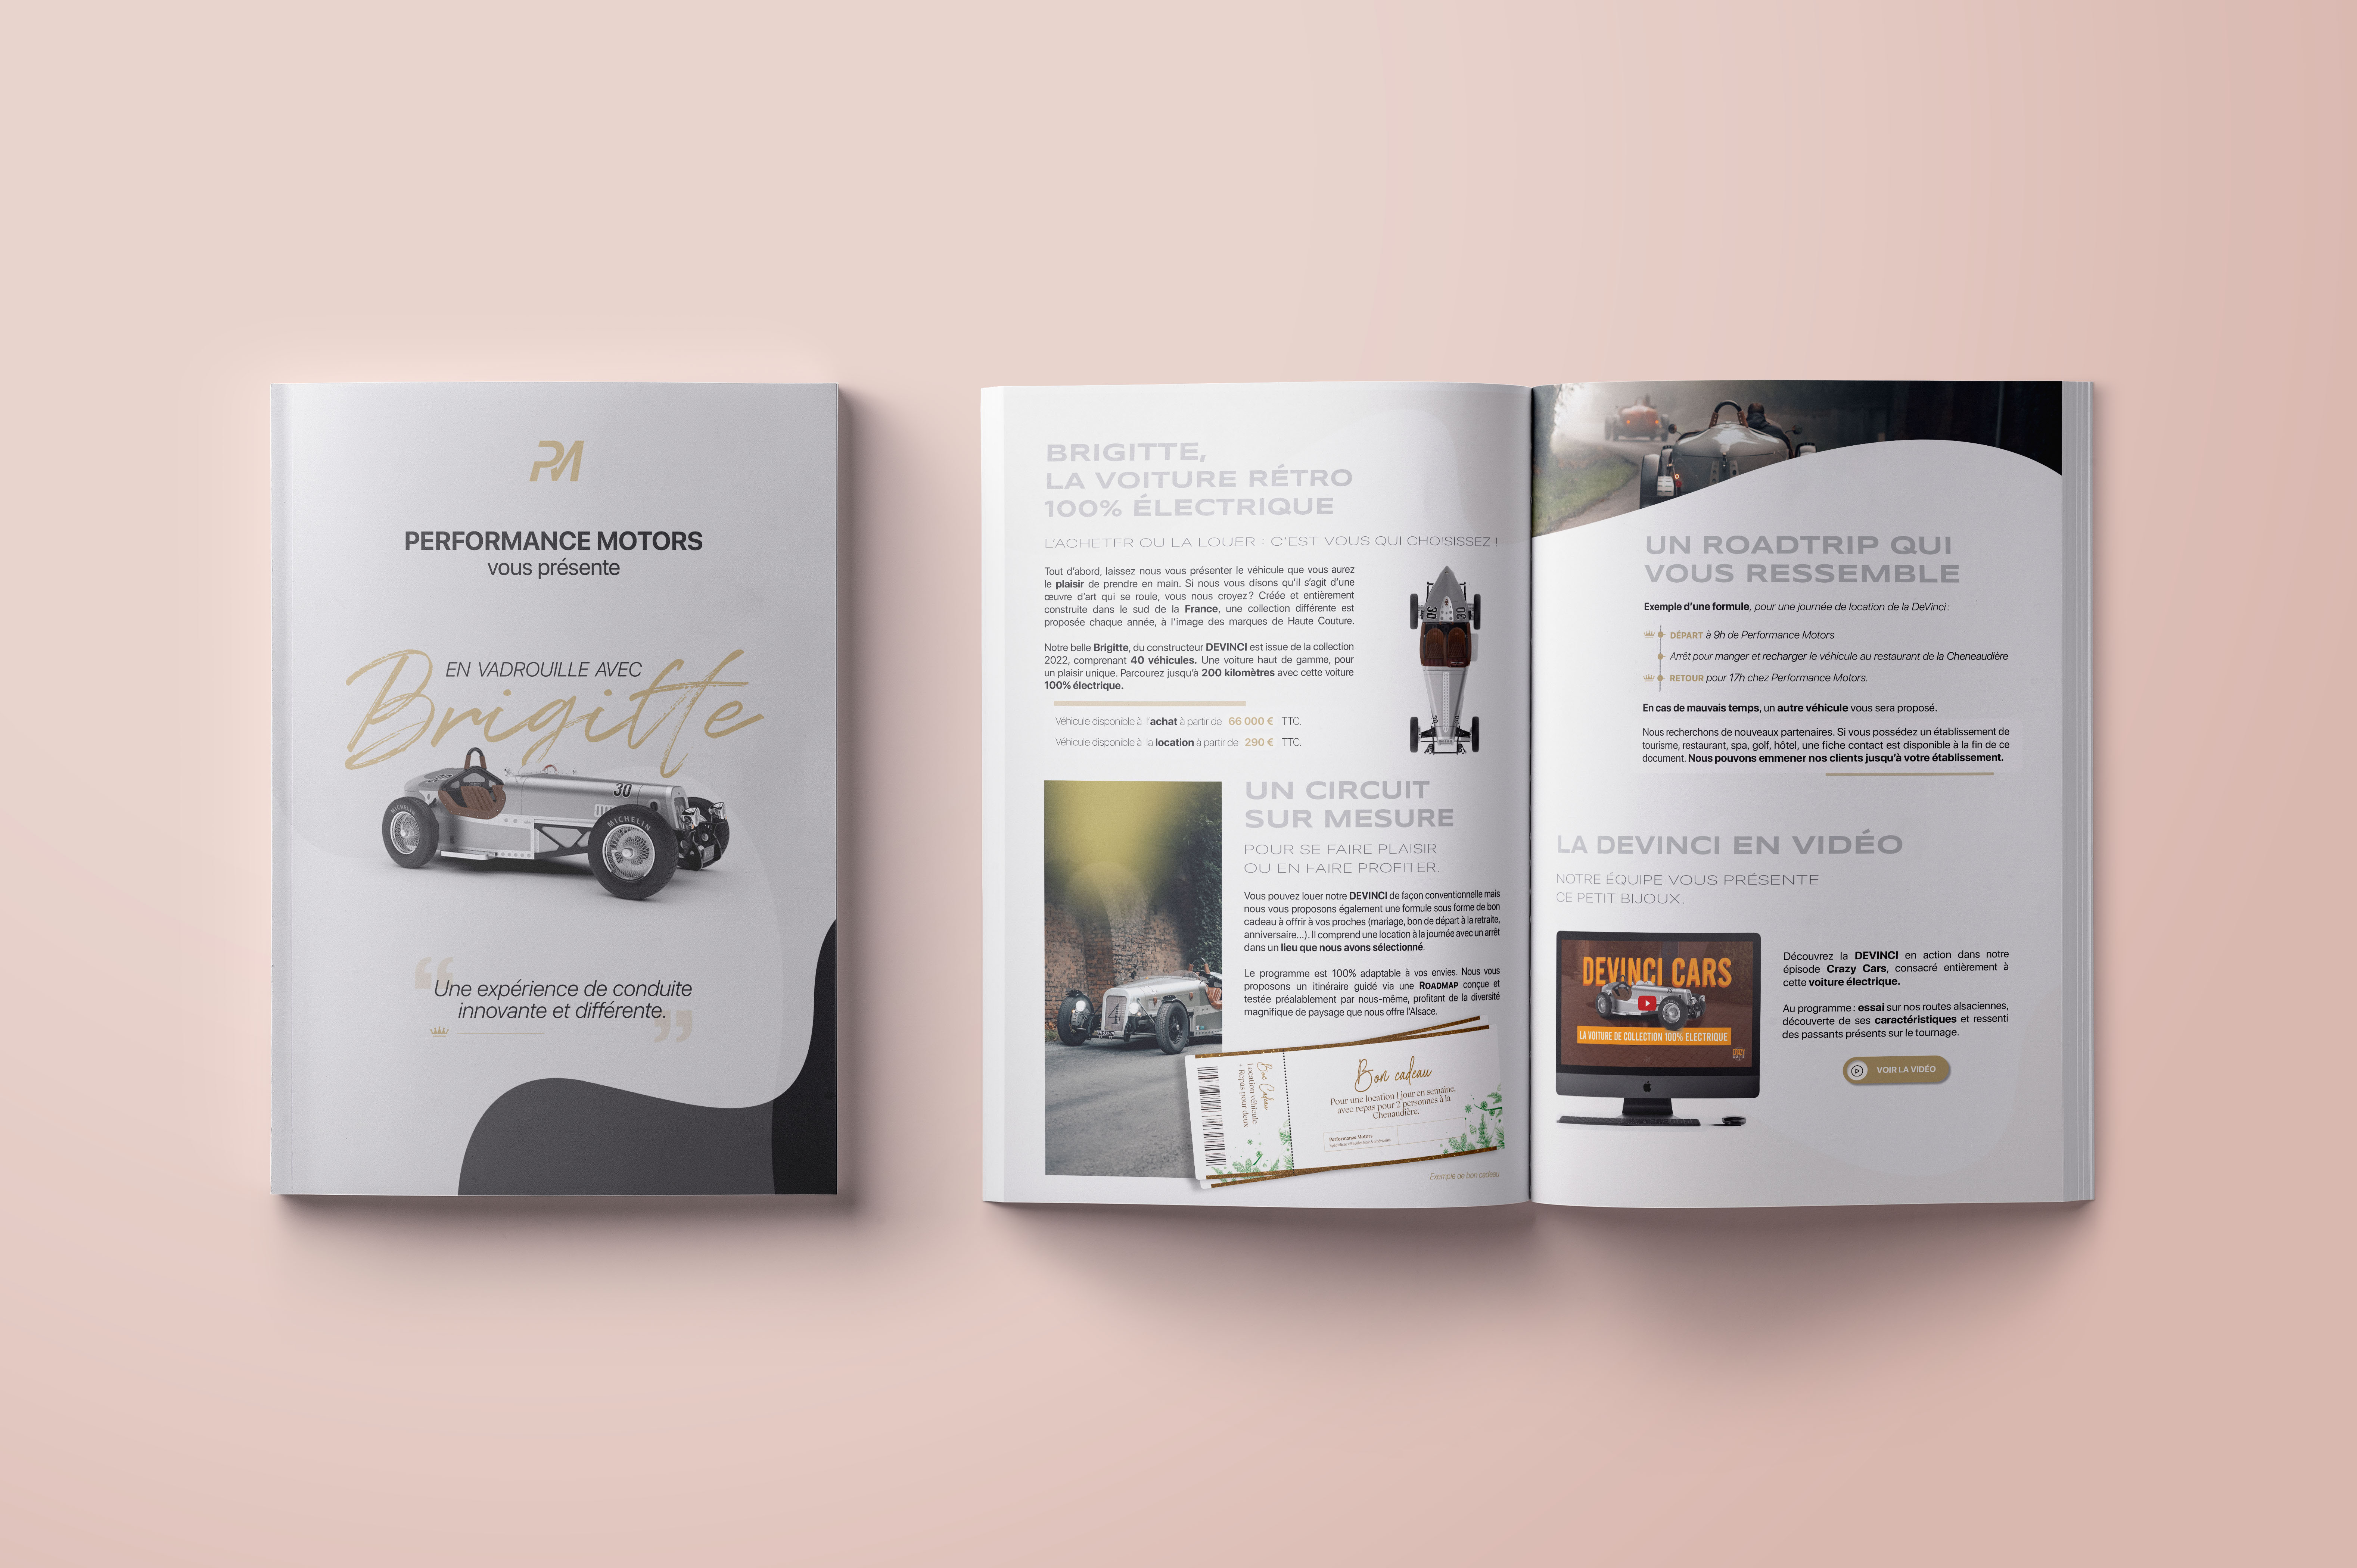 PM
PERFORMANCE MOTORS
vous présente
EN VADROUILLE AVEC
Brigitte
30
MICHELIN
MICHELIN
“Une expérience de conduite
innovante et différente.”
BRIGITTE,
LA VOITURE RÉTRO
100% ÉLECTRIQUE
L'ACHETER OU LA LOUER : C'EST VOUS QUI CHOISISSEZ !
Tout d'abord, laissez nous vous présenter le véhicule que vous aurez
le plaisir de prendre en main. Si nous vous disons qu'il s'agit d'une
œuvre d'art qui se roule, vous nous croyez ? Créée et entièrement
construite dans le sud de la France, une collection différente est
proposée chaque année, à l'image des marques de Haute Couture.
Notre belle Brigitte, du constructeur DEVINCI est issue de la collection
2022, comprenant 40 véhicules. Une voiture haut de gamme, pour
un plaisir unique. Parcourez jusqu'à 200 kilomètres avec cette voiture
100% électrique.
Véhicule disponible à l'achat à partir de 66 000 € TTC.
Véhicule disponible à la location à partir de 290 € TTC.
30
30
UN CIRCUIT
SUR MESURE
POUR SE FAIRE PLAISIR
OU EN FAIRE PROFITER.
Vous pouvez louer notre DEVINCI de façon conventionnelle mais
nous vous proposons également une formule sous forme de bon
cadeau à offrir à vos proches (mariage, bon de départ à la retraite,
anniversaire...). Il comprend une location à la journée avec un arrêt
dans un lieu que nous avons sélectionné.
Le programme est 100% adaptable à vos envies. Nous vous
proposons un itinéraire guidé via une ROADMAP conçue et
testée préalablement par nous-même, profitant de la diversité
magnifique de paysage que nous offre l'Alsace.
4
Bon Cadeau
Location véhicule
+ Repas pour deux
Bon cadeau
Pour une location 1 jour en semaine,
avec repas pour 2 personnes à la
Chenaudière.
Performance Motors
Exemple de bon cadeau
UN ROADTRIP QUI
VOUS RESSEMBLE
Exemple d'une formule, pour une journée de location de la DeVinci :
DÉPART à 9h de Performance Motors
Arrêt pour manger et recharger le véhicule au restaurant de la Cheneaudière
RETOUR pour 17h chez Performance Motors.
En cas de mauvais temps, un autre véhicule vous sera proposé.
Nous recherchons de nouveaux partenaires. Si vous possédez un établissement de
tourisme, restaurant, spa, golf, hôtel, une fiche contact est disponible à la fin de ce
document. Nous pouvons emmener nos clients jusqu'à votre établissement.
LA DEVINCI EN VIDÉO
NOTRE ÉQUIPE VOUS PRÉSENTE
CE PETIT BIJOUX.
DEVINCI CARS
LA VOITURE DE COLLECTION 100% ELECTRIQUE
Découvrez la DEVINCI en action dans notre
épisode Crazy Cars, consacré entièrement à
cette voiture électrique.
Au programme : essai sur nos routes alsaciennes,
découverte de ses caractéristiques et ressenti
des passants présents sur le tournage.
VOIR LA VIDÉO